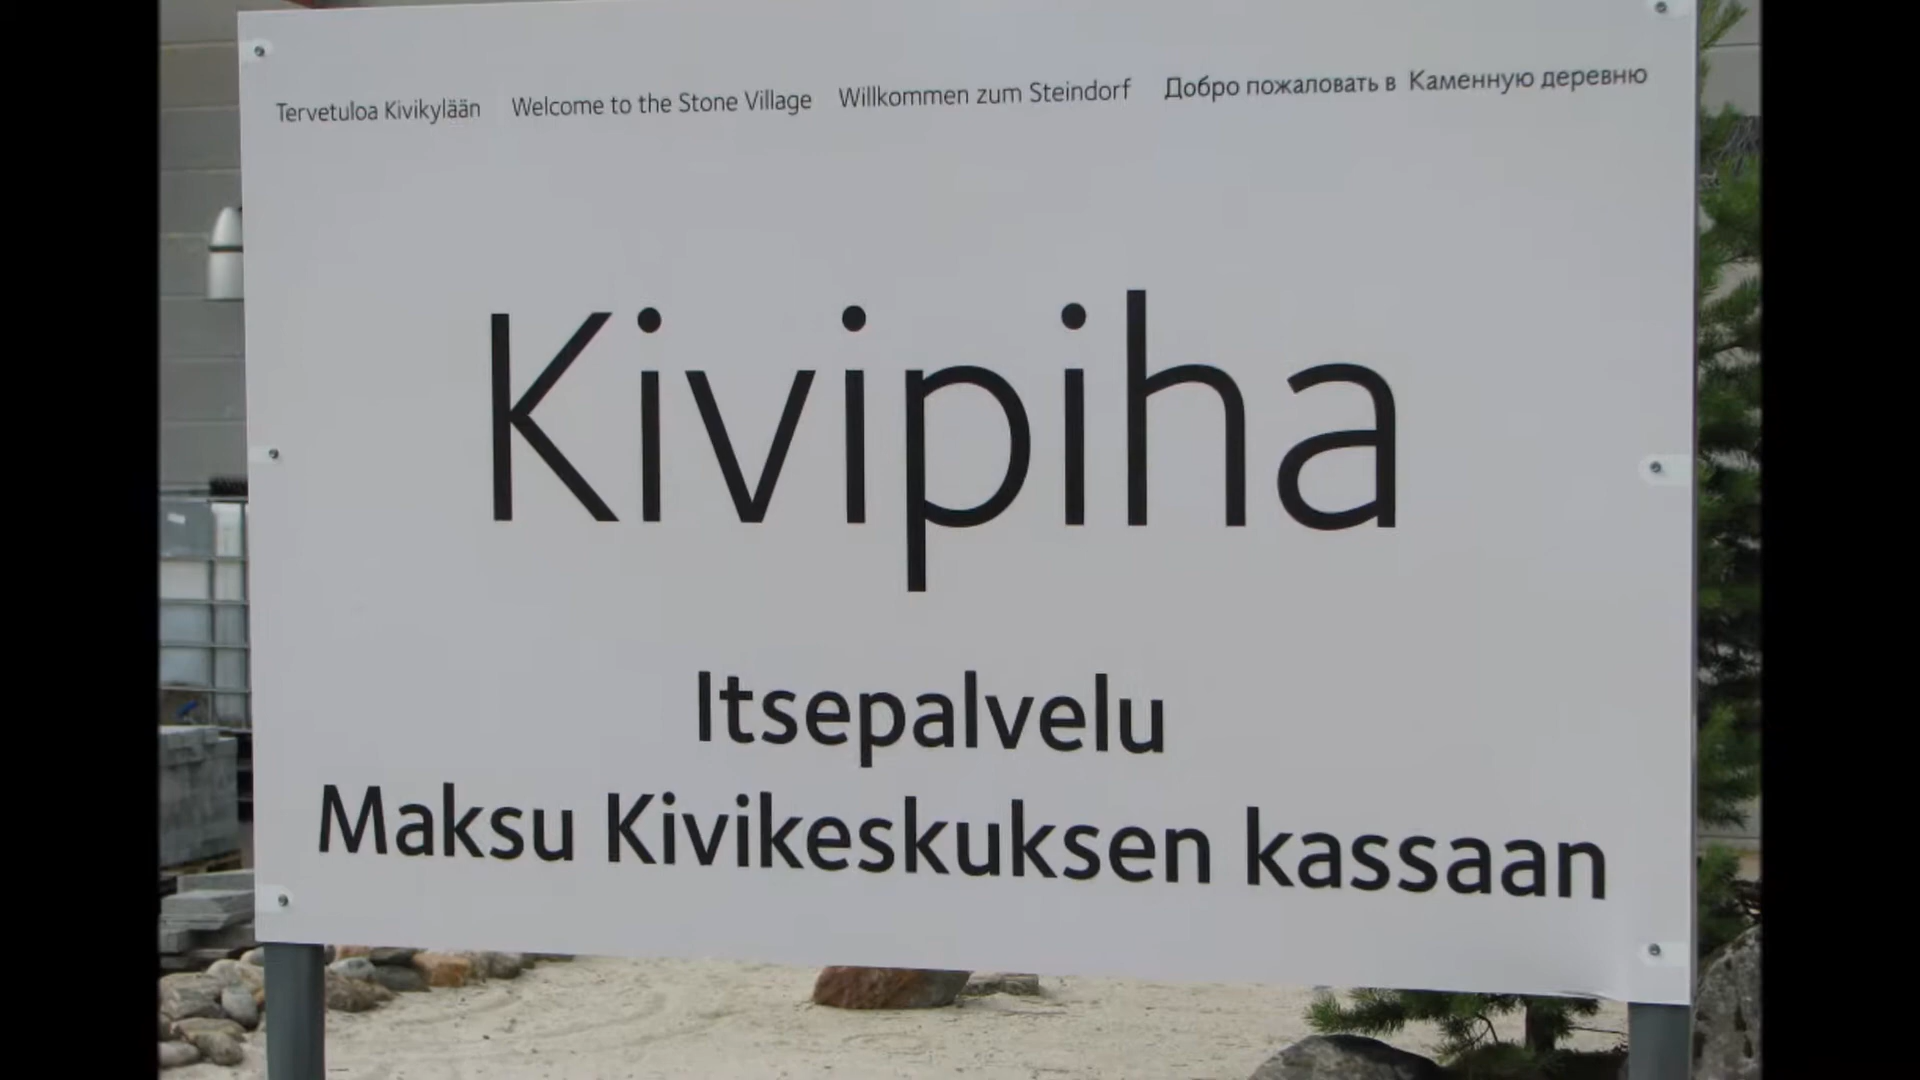 Tervetuloa Kivikylään Welcome to the Stone Village Willkommen zum Steindorf Добро пожаловать в Каменную деревню
Kivipiha
Itsepalvelu
Maksu Kivikeskuksen kassaan